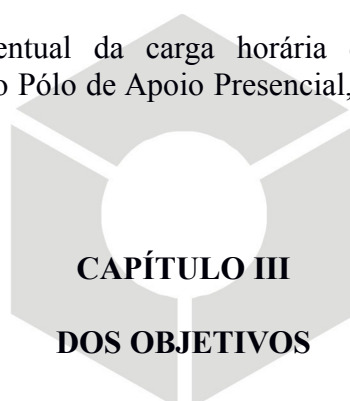 entual da carga horária
o Pólo de Apoio Presencial,
CAPÍTULO III
DOS OBJETIVOS